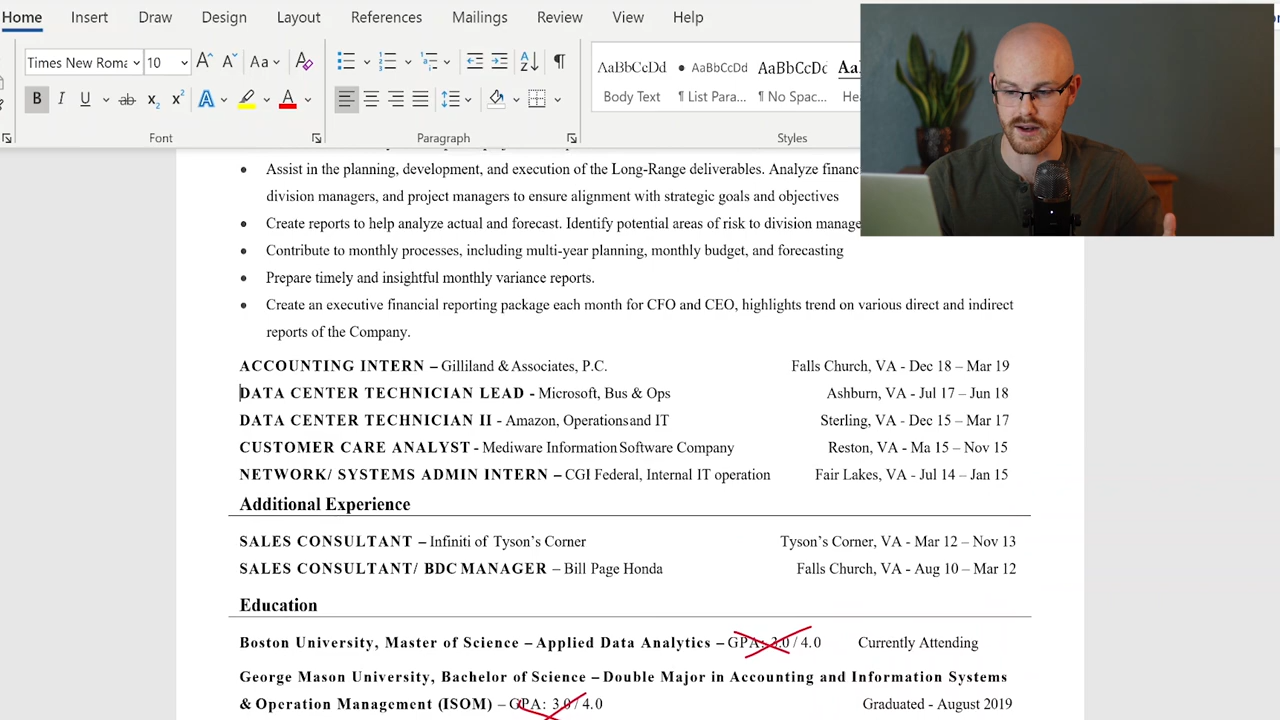 Home Insert Draw Design Layout References Mailings Review View Help
Times New Roma 10 Aa
B I U ab x₂ x² A A
AaBbCcDd • AaBbCcDd AaBbCcDd Aa
Body Text ¶ List Para... ¶ No Spac... Hea
Font Paragraph Styles
• Assist in the planning, development, and execution of the Long-Range deliverables. Analyze financ
division managers, and project managers to ensure alignment with strategic goals and objectives
• Create reports to help analyze actual and forecast. Identify potential areas of risk to division manage
• Contribute to monthly processes, including multi-year planning, monthly budget, and forecasting
• Prepare timely and insightful monthly variance reports.
• Create an executive financial reporting package each month for CFO and CEO, highlights trend on various direct and indirect
reports of the Company.
ACCOUNTING INTERN – Gilliland & Associates, P.C. Falls Church, VA - Dec 18 – Mar 19
DATA CENTER TECHNICIAN LEAD - Microsoft, Bus & Ops Ashburn, VA - Jul 17 – Jun 18
DATA CENTER TECHNICIAN II - Amazon, Operations and IT Sterling, VA - Dec 15 – Mar 17
CUSTOMER CARE ANALYST - Mediware Information Software Company Reston, VA - Ma 15 – Nov 15
NETWORK/ SYSTEMS ADMIN INTERN – CGI Federal, Internal IT operation Fair Lakes, VA - Jul 14 – Jan 15
Additional Experience
SALES CONSULTANT – Infiniti of Tyson's Corner Tyson's Corner, VA - Mar 12 – Nov 13
SALES CONSULTANT/ BDC MANAGER – Bill Page Honda Falls Church, VA - Aug 10 – Mar 12
Education
Boston University, Master of Science – Applied Data Analytics – GPA: 3.0 / 4.0 Currently Attending
George Mason University, Bachelor of Science – Double Major in Accounting and Information Systems
& Operation Management (ISOM) – GPA: 3.0 / 4.0 Graduated - August 2019